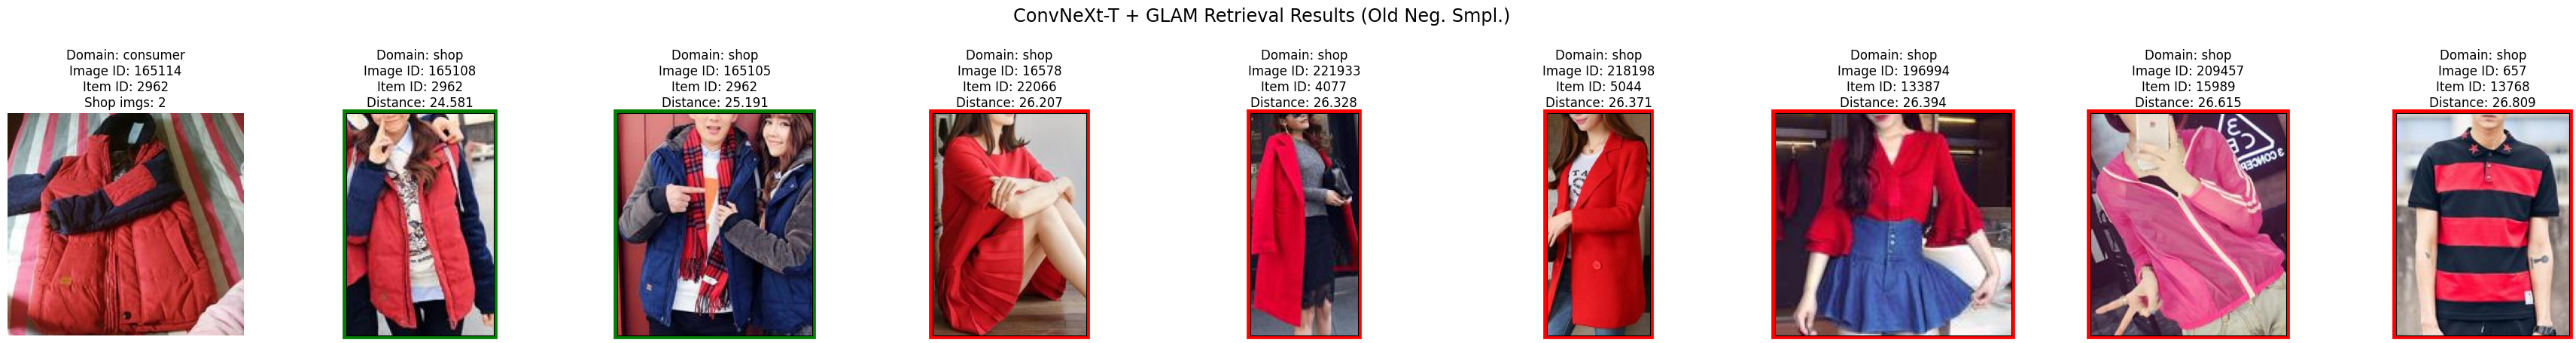 ConvNeXt-T + GLAM Retrieval Results (Old Neg. Smpl.)
Domain: consumer
Image ID: 165114
Item ID: 2962
Shop imgs: 2
Domain: shop
Image ID: 165108
Item ID: 2962
Distance: 24.581
Domain: shop
Image ID: 165105
Item ID: 2962
Distance: 25.191
Domain: shop
Image ID: 16578
Item ID: 22066
Distance: 26.207
Domain: shop
Image ID: 221933
Item ID: 4077
Distance: 26.328
Domain: shop
Image ID: 218198
Item ID: 5044
Distance: 26.371
Domain: shop
Image ID: 196994
Item ID: 13387
Distance: 26.394
Domain: shop
Image ID: 209457
Item ID: 15989
Distance: 26.615
Domain: shop
Image ID: 657
Item ID: 13768
Distance: 26.809